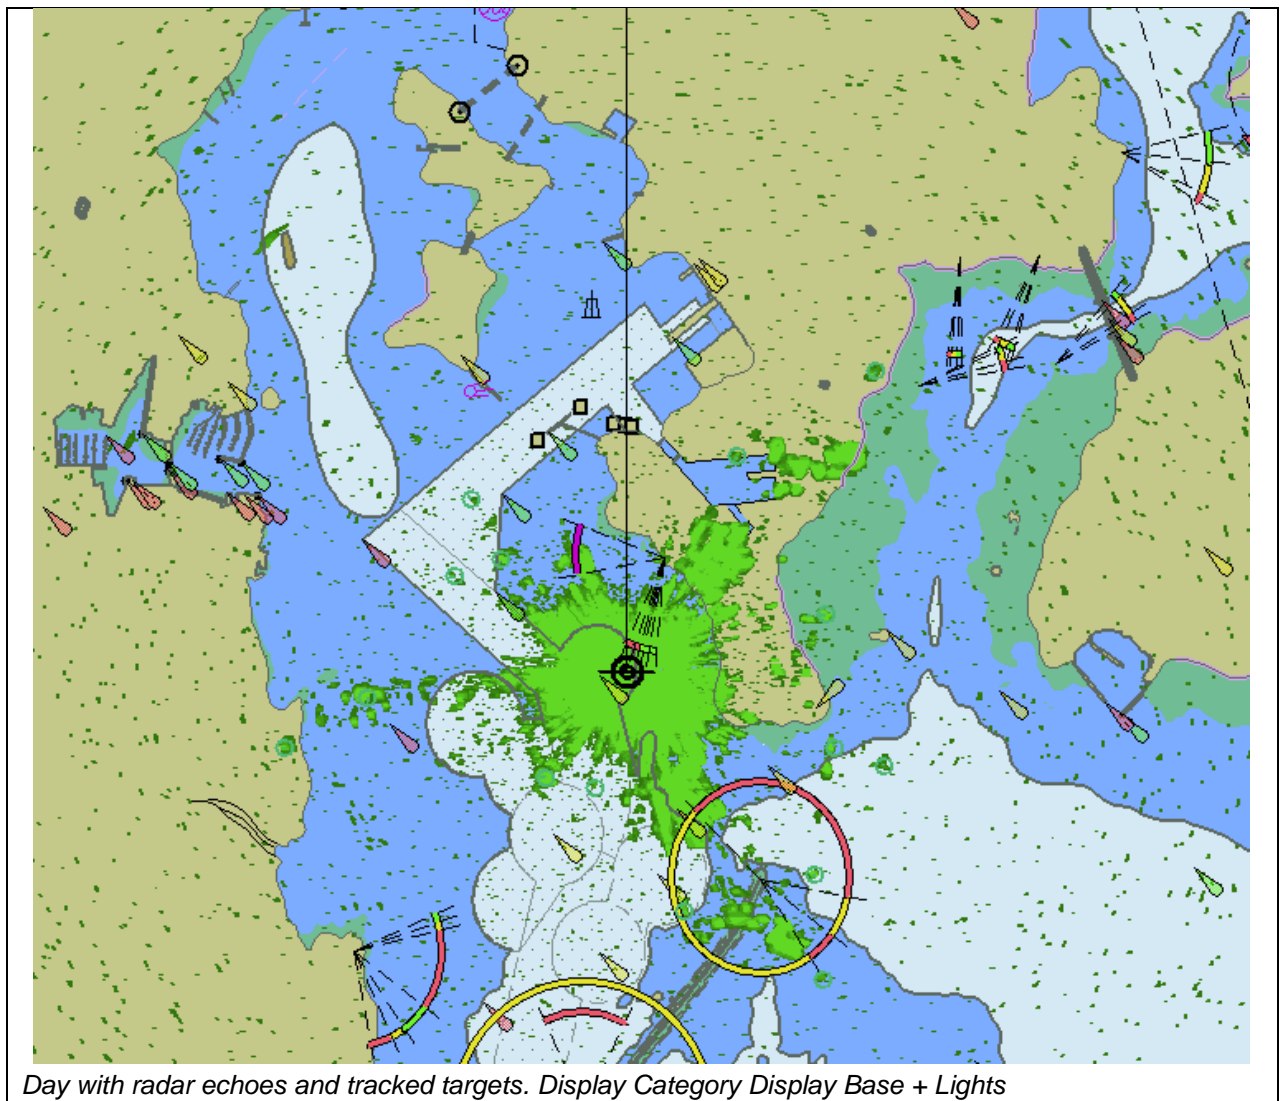 Day with radar echoes and tracked targets. Display Category Display Base + Lights